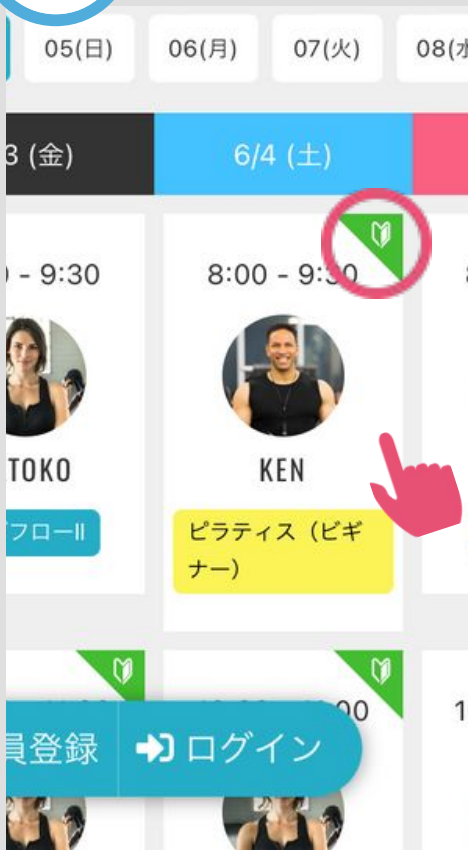 05(日) 06(月) 07(火) 08(水
3 (金) 6/4 (土)
- 9:30 8:00 - 9:30
TOKO KEN
フローII ピラティス（ビギ
ナー）
00
員登録 ログイン